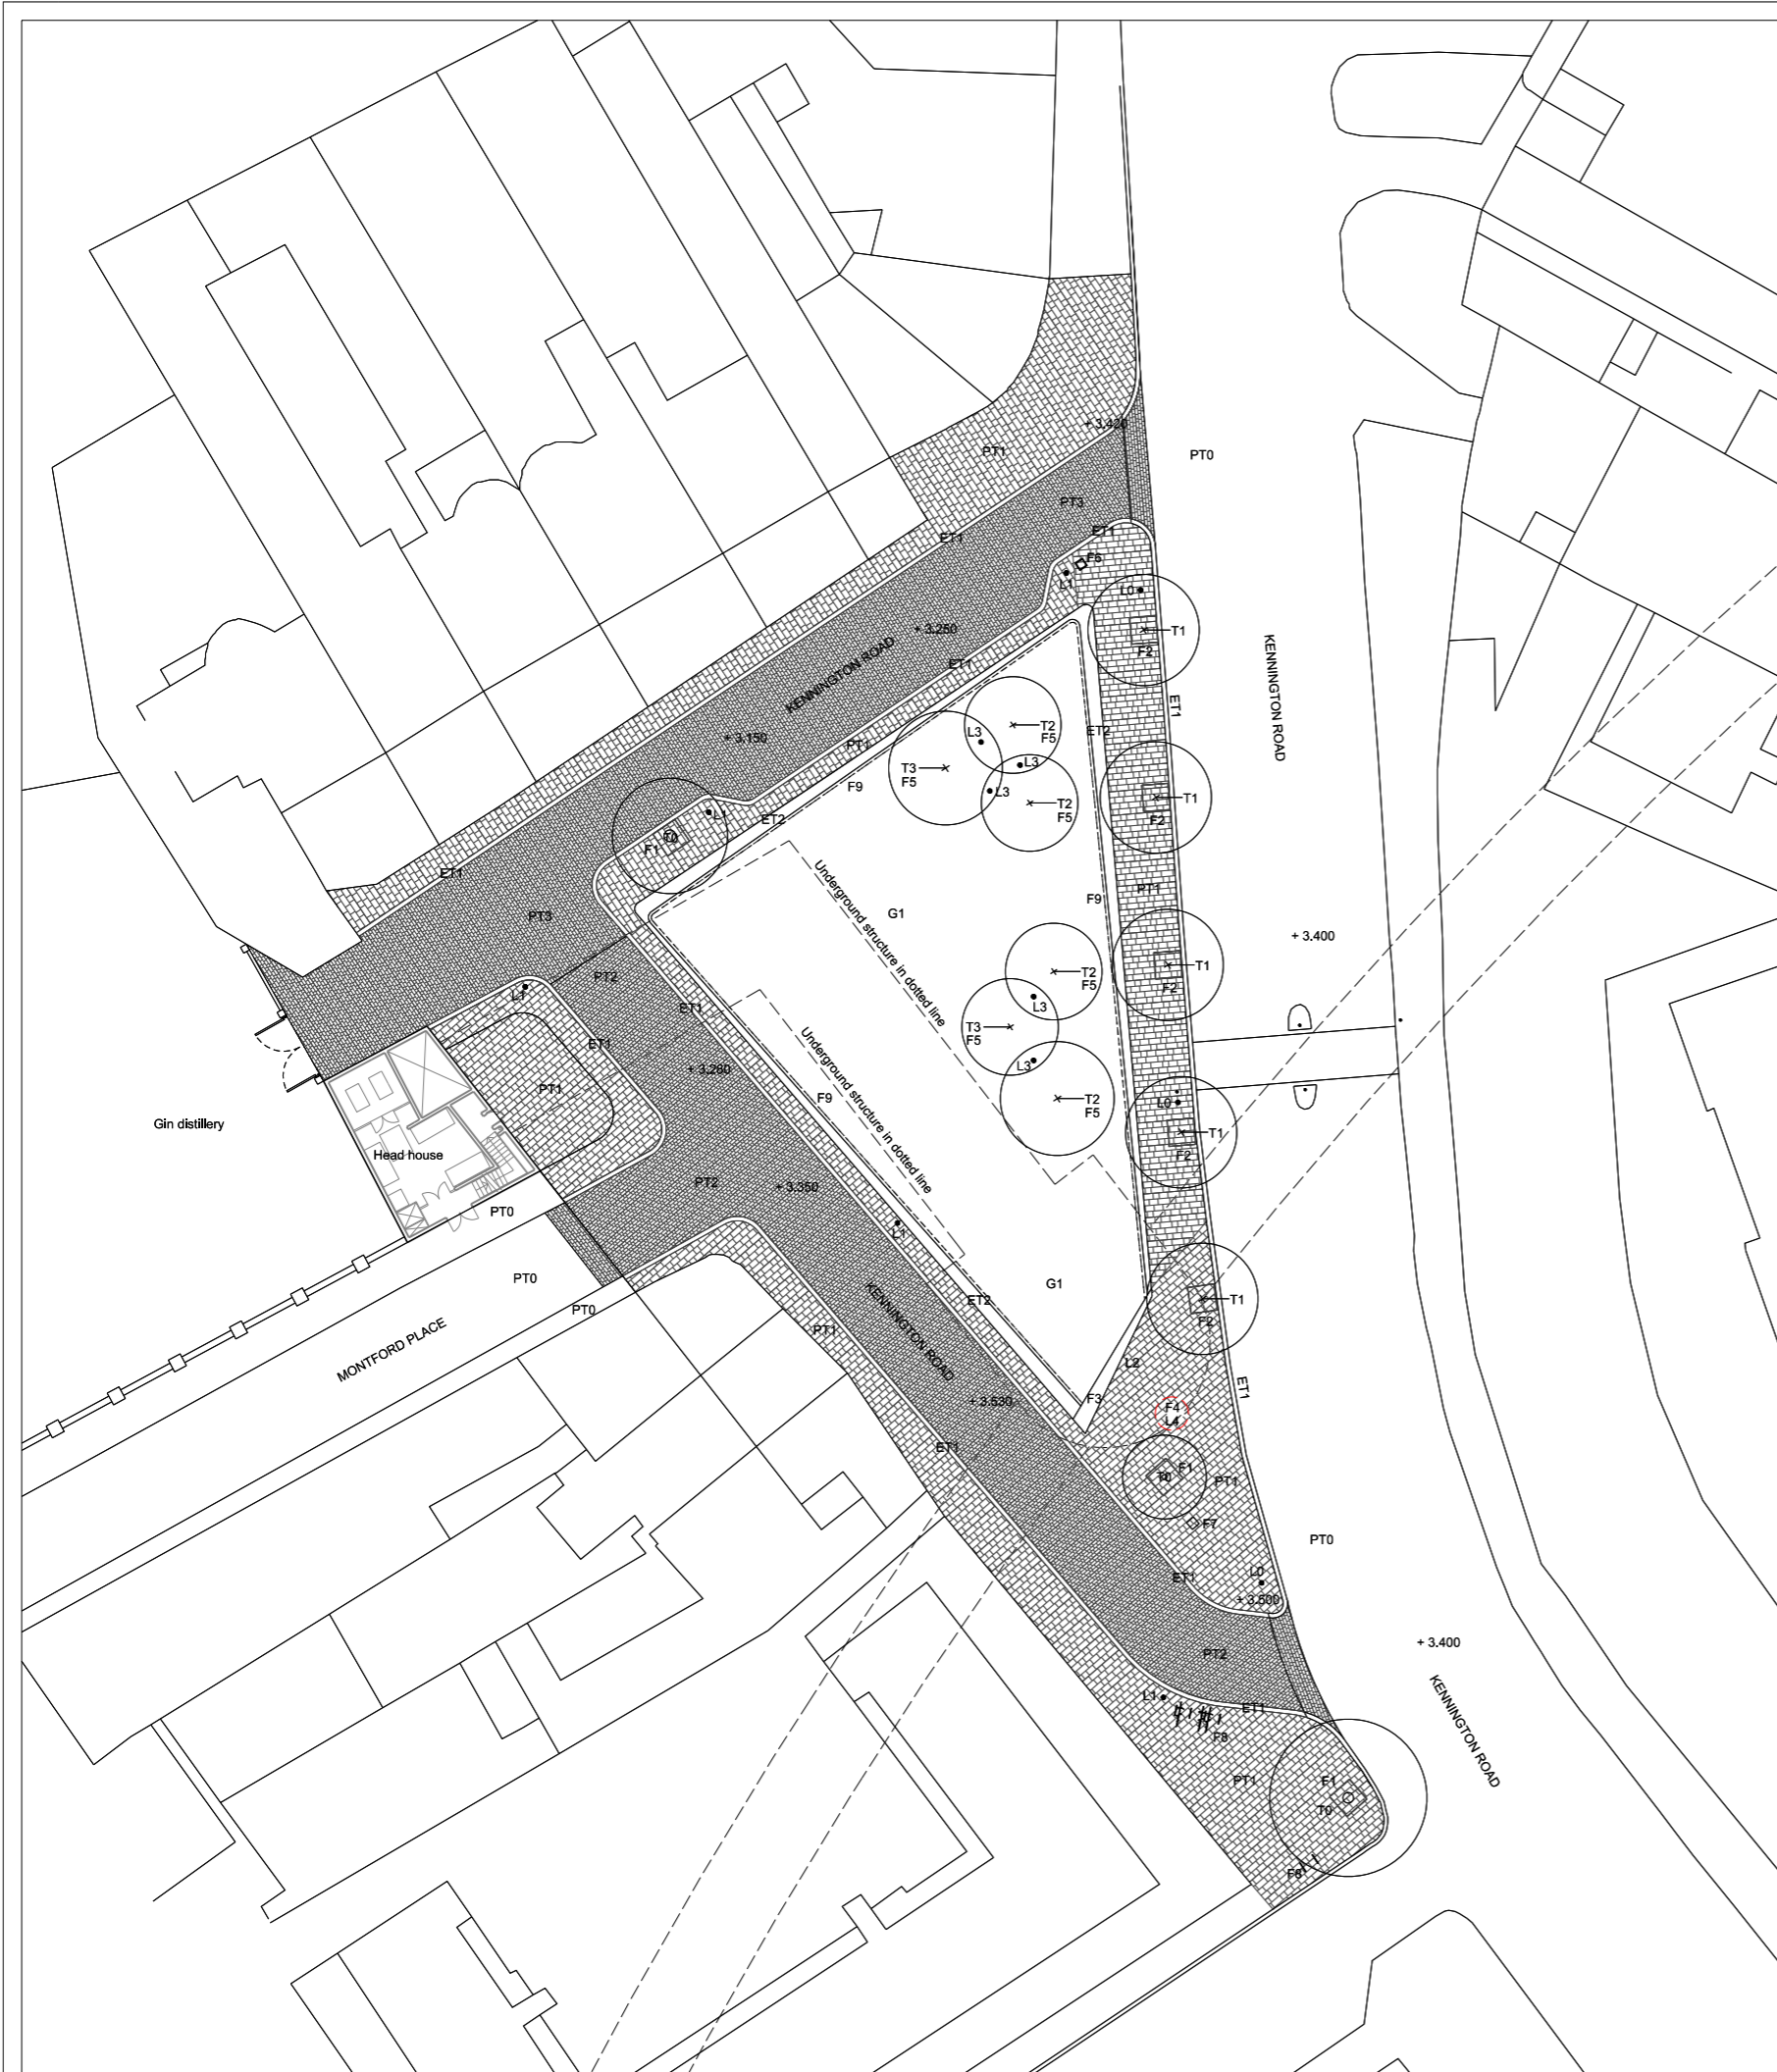 + 3.420
PT1
PT0
PT3
ET1
ET1
F6
L1
L0
T1
F2
+ 3.250
KENNINGTON ROAD
ET1
KENNINGTON ROAD
ET1
T2
F5
ET2
L3
+ 3.150
PT1
T3
F5
L3
F9
L3
T2
F5
T1
F2
ET2
T0
F1
ET1
Underground structure in dotted line
PT1
F9
G1
PT3
+ 3.400
PT2
T2
F5
T1
F2
L1
ET1
L3
T3
F5
ET1
+ 3.280
L3
Underground structure in dotted line
PT1
F9
T2
F5
L0
T1
F2
Gin distillery
Head house
PT2
+ 3.350
PT0
L1
PT0
G1
PT0
ET2
T1
F2
KENNINGTON ROAD
PT1
MONTFORD PLACE
L2
ET1
F3
+ 3.530
F4
L4
ET1
F1
T0
PT1
F7
PT0
ET1
L0
+ 3.500
+ 3.400
PT2
KENNINGTON ROAD
L1
ET1
F8
PT1
F1
T0